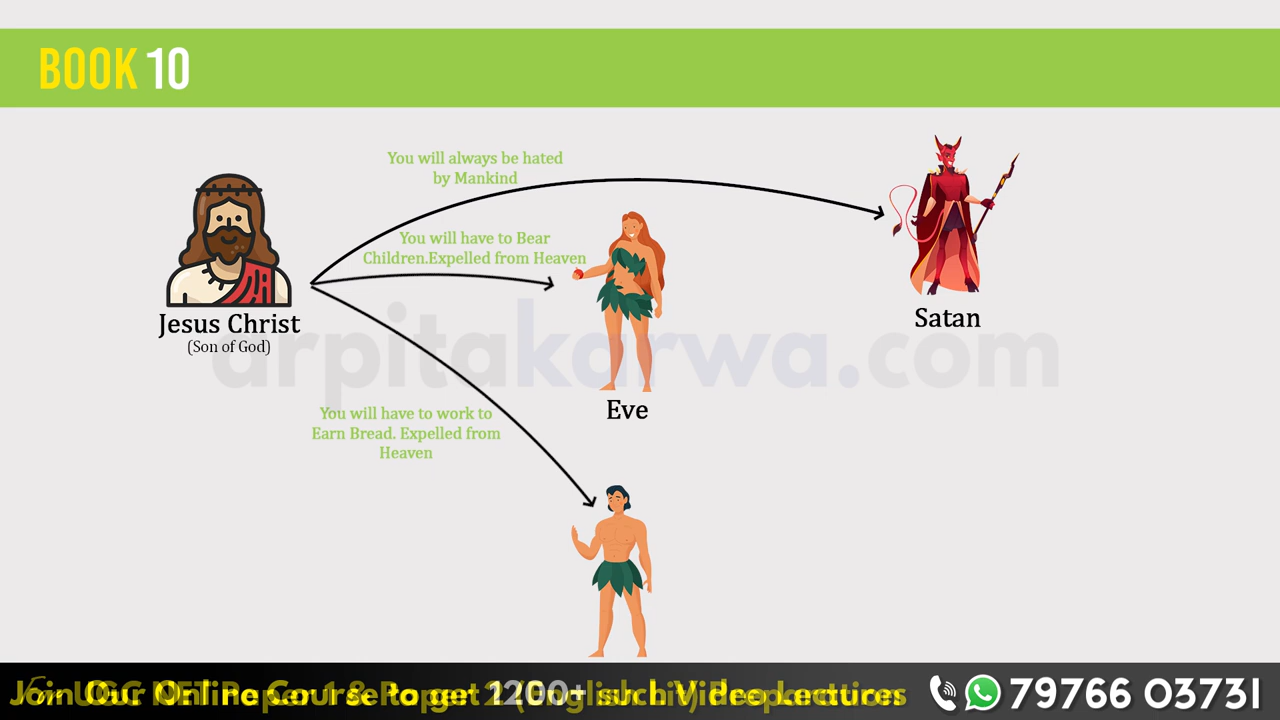 BOOK 10
You will always be hated
by Mankind
You will have to Bear
Children.Expelled from Heaven
Jesus Christ
(Son of God)
Satan
arpitakarwa.com
Eve
You will have to work to
Earn Bread. Expelled from
Heaven
79766 03731